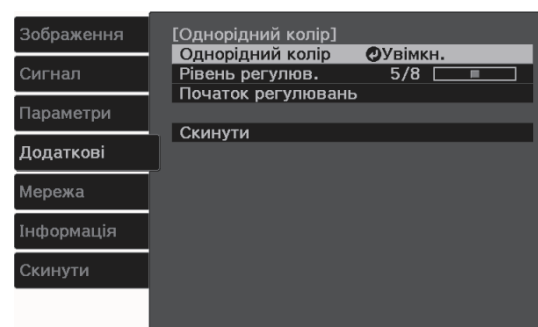 Зображення
Сигнал
Параметри
Додаткові
Мережа
Інформація
Скинути
[Однорідний колір]
Однорідний колір Увімкн.
Рівень регулюв. 5/8
Початок регулювань
Скинути